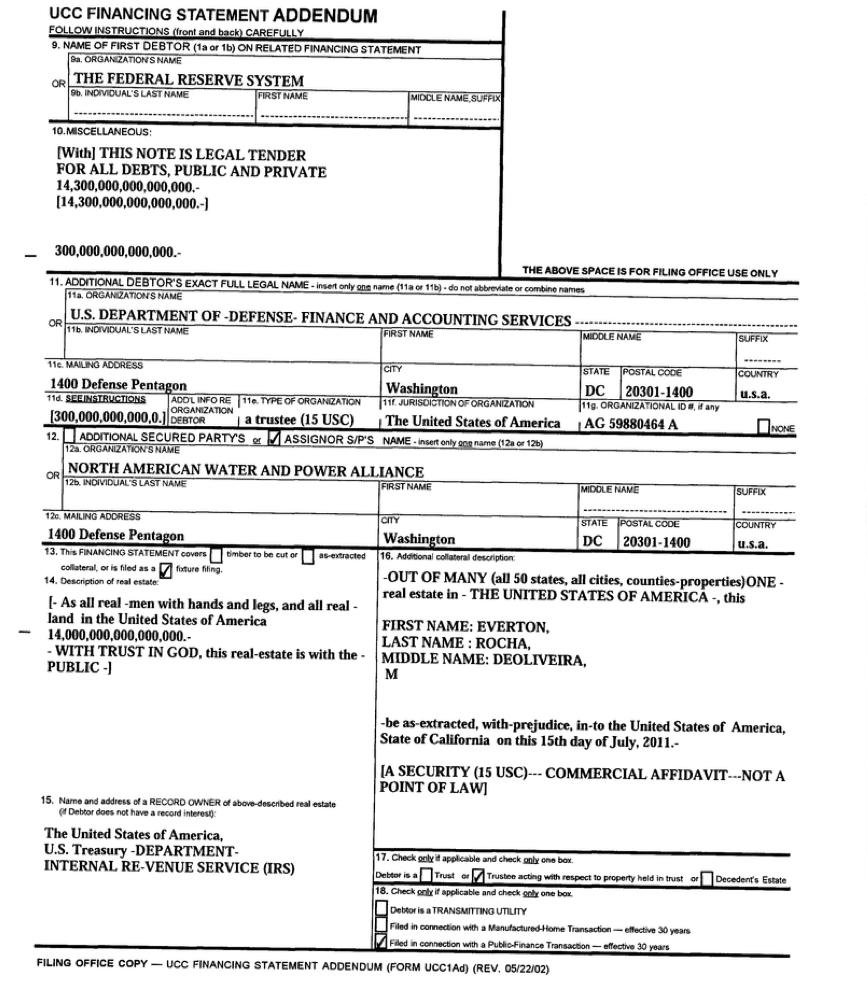 UCC FINANCING STATEMENT ADDENDUM
FOLLOW INSTRUCTIONS (front and back) CAREFULLY
9. NAME OF FIRST DEBTOR (1a or 1b) ON RELATED FINANCING STATEMENT
9a. ORGANIZATION'S NAME
OR THE FEDERAL RESERVE SYSTEM
9b. INDIVIDUAL'S LAST NAME FIRST NAME MIDDLE NAME,SUFFIX
10.MISCELLANEOUS:
[With] THIS NOTE IS LEGAL TENDER
FOR ALL DEBTS, PUBLIC AND PRIVATE
14,300,000,000,000,000.-
[14,300,000,000,000,000.-]
300,000,000,000,000.-
THE ABOVE SPACE IS FOR FILING OFFICE USE ONLY
11. ADDITIONAL DEBTOR'S EXACT FULL LEGAL NAME - insert only one name (11a or 11b) - do not abbreviate or combine names
11a. ORGANIZATION'S NAME
OR U.S. DEPARTMENT OF -DEFENSE- FINANCE AND ACCOUNTING SERVICES
11b. INDIVIDUAL'S LAST NAME FIRST NAME MIDDLE NAME SUFFIX
11c. MAILING ADDRESS CITY STATE POSTAL CODE COUNTRY
1400 Defense Pentagon Washington DC 20301-1400 u.s.a.
11d. SEE INSTRUCTIONS ADD'L INFO RE ORGANIZATION DEBTOR 11e. TYPE OF ORGANIZATION 11f. JURISDICTION OF ORGANIZATION 11g. ORGANIZATIONAL ID #, if any
[300,000,000,000,0.] a trustee (15 USC) The United States of America AG 59880464 A NONE
12. ADDITIONAL SECURED PARTY'S or ASSIGNOR S/P'S NAME - insert only one name (12a or 12b)
12a. ORGANIZATION'S NAME
OR NORTH AMERICAN WATER AND POWER ALLIANCE
12b. INDIVIDUAL'S LAST NAME FIRST NAME MIDDLE NAME SUFFIX
12c. MAILING ADDRESS CITY STATE POSTAL CODE COUNTRY
1400 Defense Pentagon Washington DC 20301-1400 u.s.a.
13. This FINANCING STATEMENT covers timber to be cut or as-extracted
collateral, or is filed as a fixture filing.
14. Description of real estate:
[- As all real -men with hands and legs, and all real -
land in the United States of America
14,000,000,000,000,000.-
- WITH TRUST IN GOD, this real-estate is with the -
PUBLIC -]
15. Name and address of a RECORD OWNER of above-described real estate
(if Debtor does not have a record interest):
The United States of America,
U.S. Treasury -DEPARTMENT-
INTERNAL RE-VENUE SERVICE (IRS)
16. Additional collateral description:
-OUT OF MANY (all 50 states, all cities, counties-properties)ONE -
real estate in - THE UNITED STATES OF AMERICA -, this
FIRST NAME: EVERTON,
LAST NAME : ROCHA,
MIDDLE NAME: DEOLIVEIRA,
M
-be as-extracted, with-prejudice, in-to the United States of America,
State of California on this 15th day of July, 2011.-
[A SECURITY (15 USC)--- COMMERCIAL AFFIDAVIT---NOT A
POINT OF LAW]
17. Check only if applicable and check only one box.
Debtor is a Trust or Trustee acting with respect to property held in trust or Decedent's Estate
18. Check only if applicable and check only one box.
Debtor is a TRANSMITTING UTILITY
Filed in connection with a Manufactured-Home Transaction — effective 30 years
Filed in connection with a Public-Finance Transaction — effective 30 years
FILING OFFICE COPY — UCC FINANCING STATEMENT ADDENDUM (FORM UCC1Ad) (REV. 05/22/02)